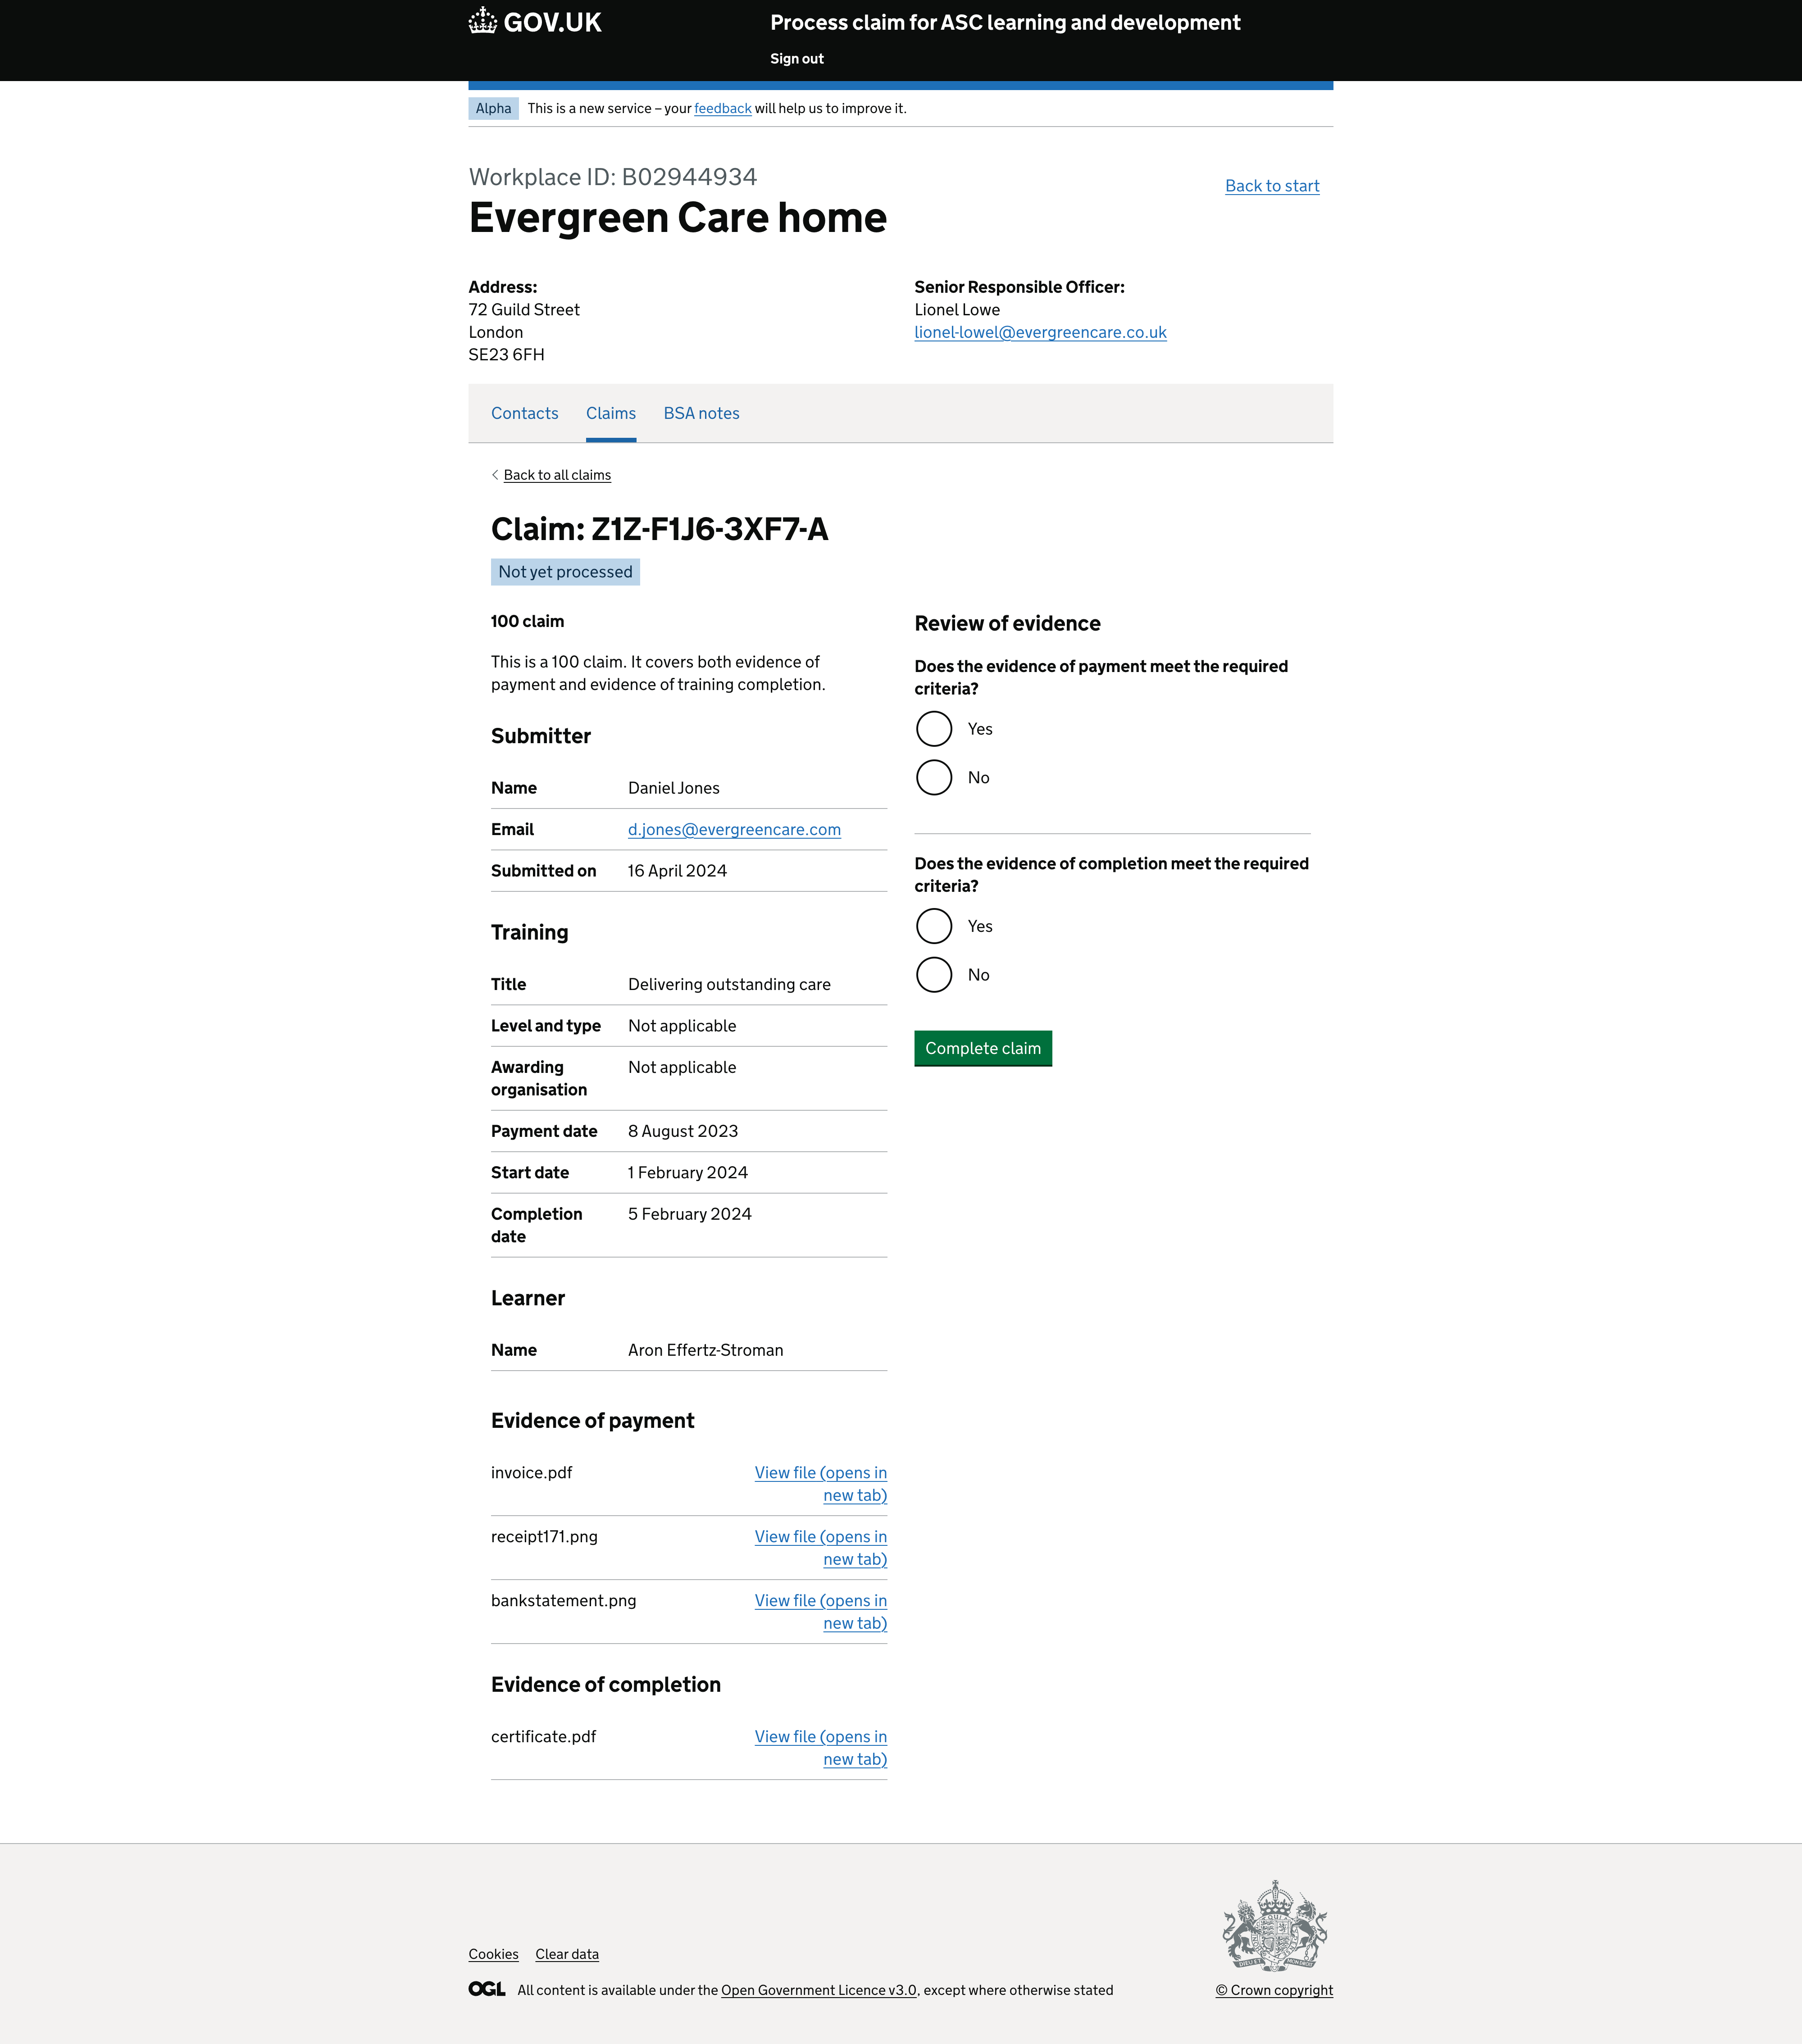 GOV.UK
Process claim for ASC learning and development
Sign out
Alpha
This is a new service – your feedback will help us to improve it.
Workplace ID: B02944934
Back to start
Evergreen Care home
Address:
72 Guild Street
London
SE23 6FH
Senior Responsible Officer:
Lionel Lowe
lionel-lowel@evergreencare.co.uk
Contacts
Claims
BSA notes
Back to all claims
Claim: Z1Z-F1J6-3XF7-A
Not yet processed
100 claim
This is a 100 claim. It covers both evidence of
payment and evidence of training completion.
Submitter
Name Daniel Jones
Email d.jones@evergreencare.com
Submitted on 16 April 2024
Training
Title Delivering outstanding care
Level and type Not applicable
Awarding Not applicable
organisation
Payment date 8 August 2023
Start date 1 February 2024
Completion 5 February 2024
date
Learner
Name Aron Effertz-Stroman
Evidence of payment
invoice.pdf View file (opens in
new tab)
receipt171.png View file (opens in
new tab)
bankstatement.png View file (opens in
new tab)
Evidence of completion
certificate.pdf View file (opens in
new tab)
Review of evidence
Does the evidence of payment meet the required
criteria?
Yes
No
Does the evidence of completion meet the required
criteria?
Yes
No
Complete claim
Cookies
Clear data
OGL
All content is available under the Open Government Licence v3.0, except where otherwise stated
© Crown copyright